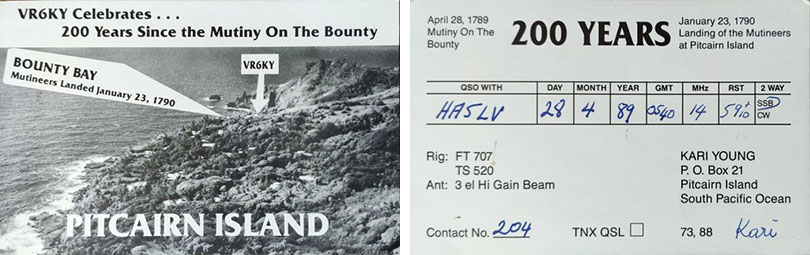 VR6KY Celebrates . . .
200 Years Since the Mutiny On The Bounty
BOUNTY BAY
Mutineers Landed January 23, 1790
VR6KY
PITCAIRN ISLAND
April 28, 1789
Mutiny On The
Bounty
200 YEARS
January 23, 1790
Landing of the Mutineers
at Pitcairn Island
QSO WITH DAY MONTH YEAR GMT MHz RST 2 WAY
HA5LV 28 4 89 0540 14 59+10 SSB
CW
Rig: FT 707
TS 520
Ant: 3 el Hi Gain Beam
KARI YOUNG
P. O. Box 21
Pitcairn Island
South Pacific Ocean
Contact No. 204 TNX QSL 73, 88 Kari